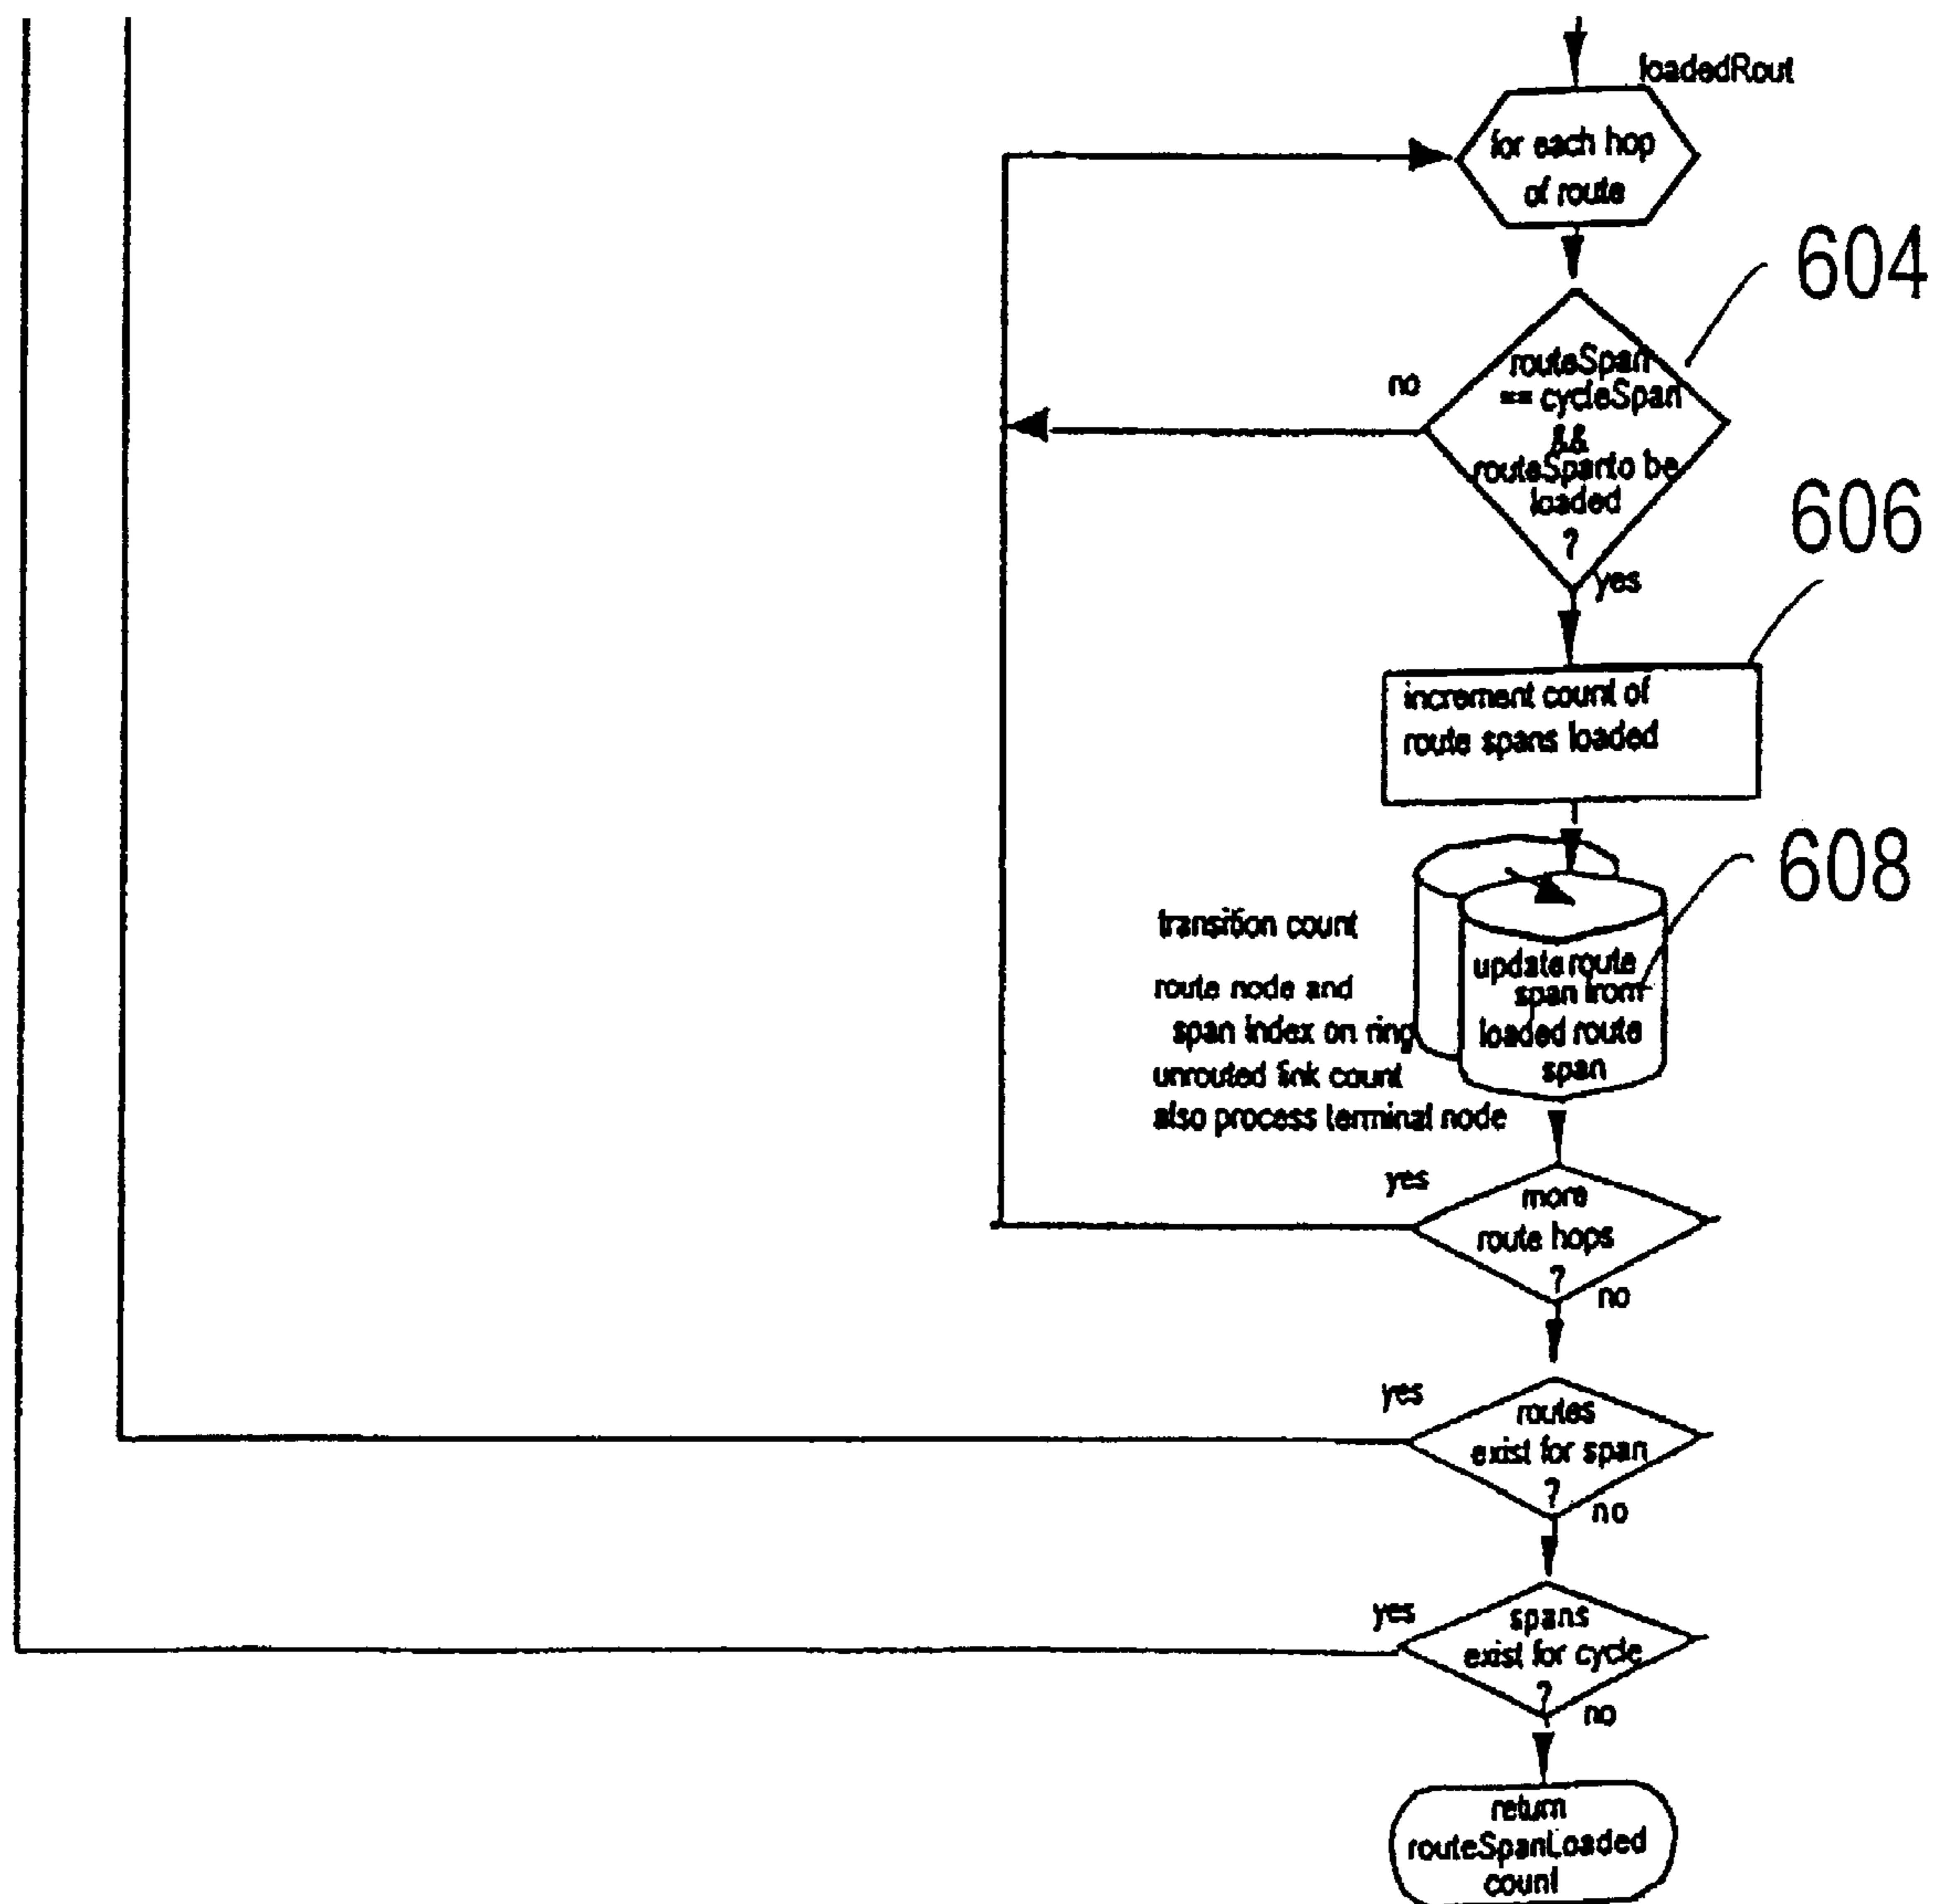 loadedRout
for each hop
of route
604
routeSpan
== cycleSpan
&&
routeSpan to be
loaded
?
no
yes
606
increment count of
route spans loaded
608
transition count
route node and
span index on ring
unrouted link count
also process terminal node
update route
span from
loaded route
span
yes
more
route hops
?
no
yes
routes
exist for span
?
no
yes
spans
exist for cycle
?
no
return
routeSpanLoaded
count